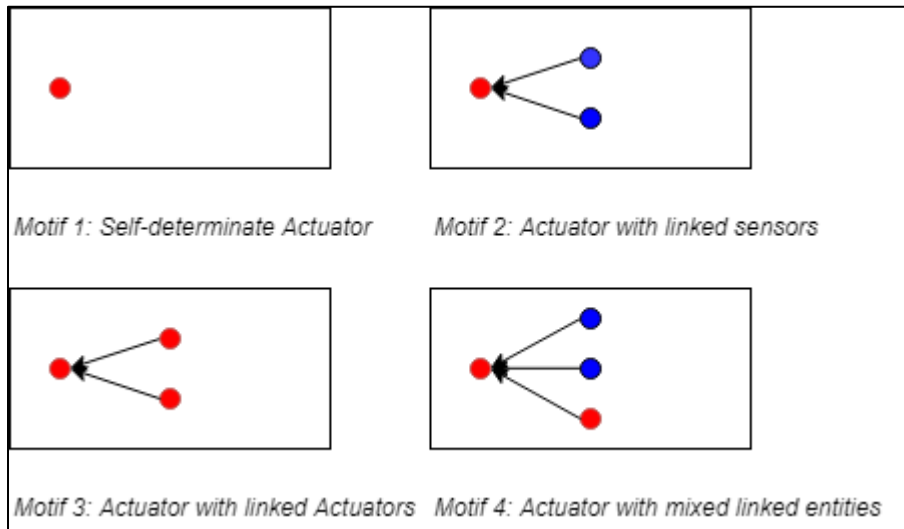 Motif 1: Self-determinate Actuator
Motif 2: Actuator with linked sensors
Motif 3: Actuator with linked Actuators
Motif 4: Actuator with mixed linked entities